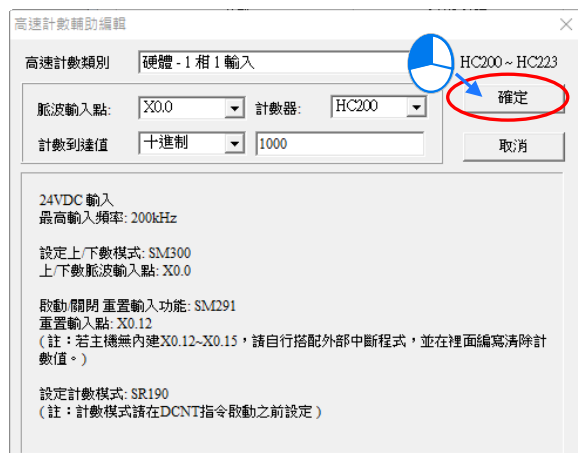 高速計數輔助編輯
高速計數類別 硬體 - 1 相 1 輸入 HC200 ~ HC223
脈波輸入點: X0.0 計數器: HC200 確定
計數到達值 十進制 1000 取消
24VDC 輸入
最高輸入頻率: 200kHz
設定上/下數模式: SM300
上/下數脈波輸入點: X0.0
啟動/關閉 重置輸入功能: SM291
重置輸入點: X0.12
(註：若主機無內建X0.12~X0.15，請自行搭配外部中斷程式，並在裡面編寫清除計
數值。)
設定計數模式: SR190
(註：計數模式請在DCNT指令啟動之前設定)